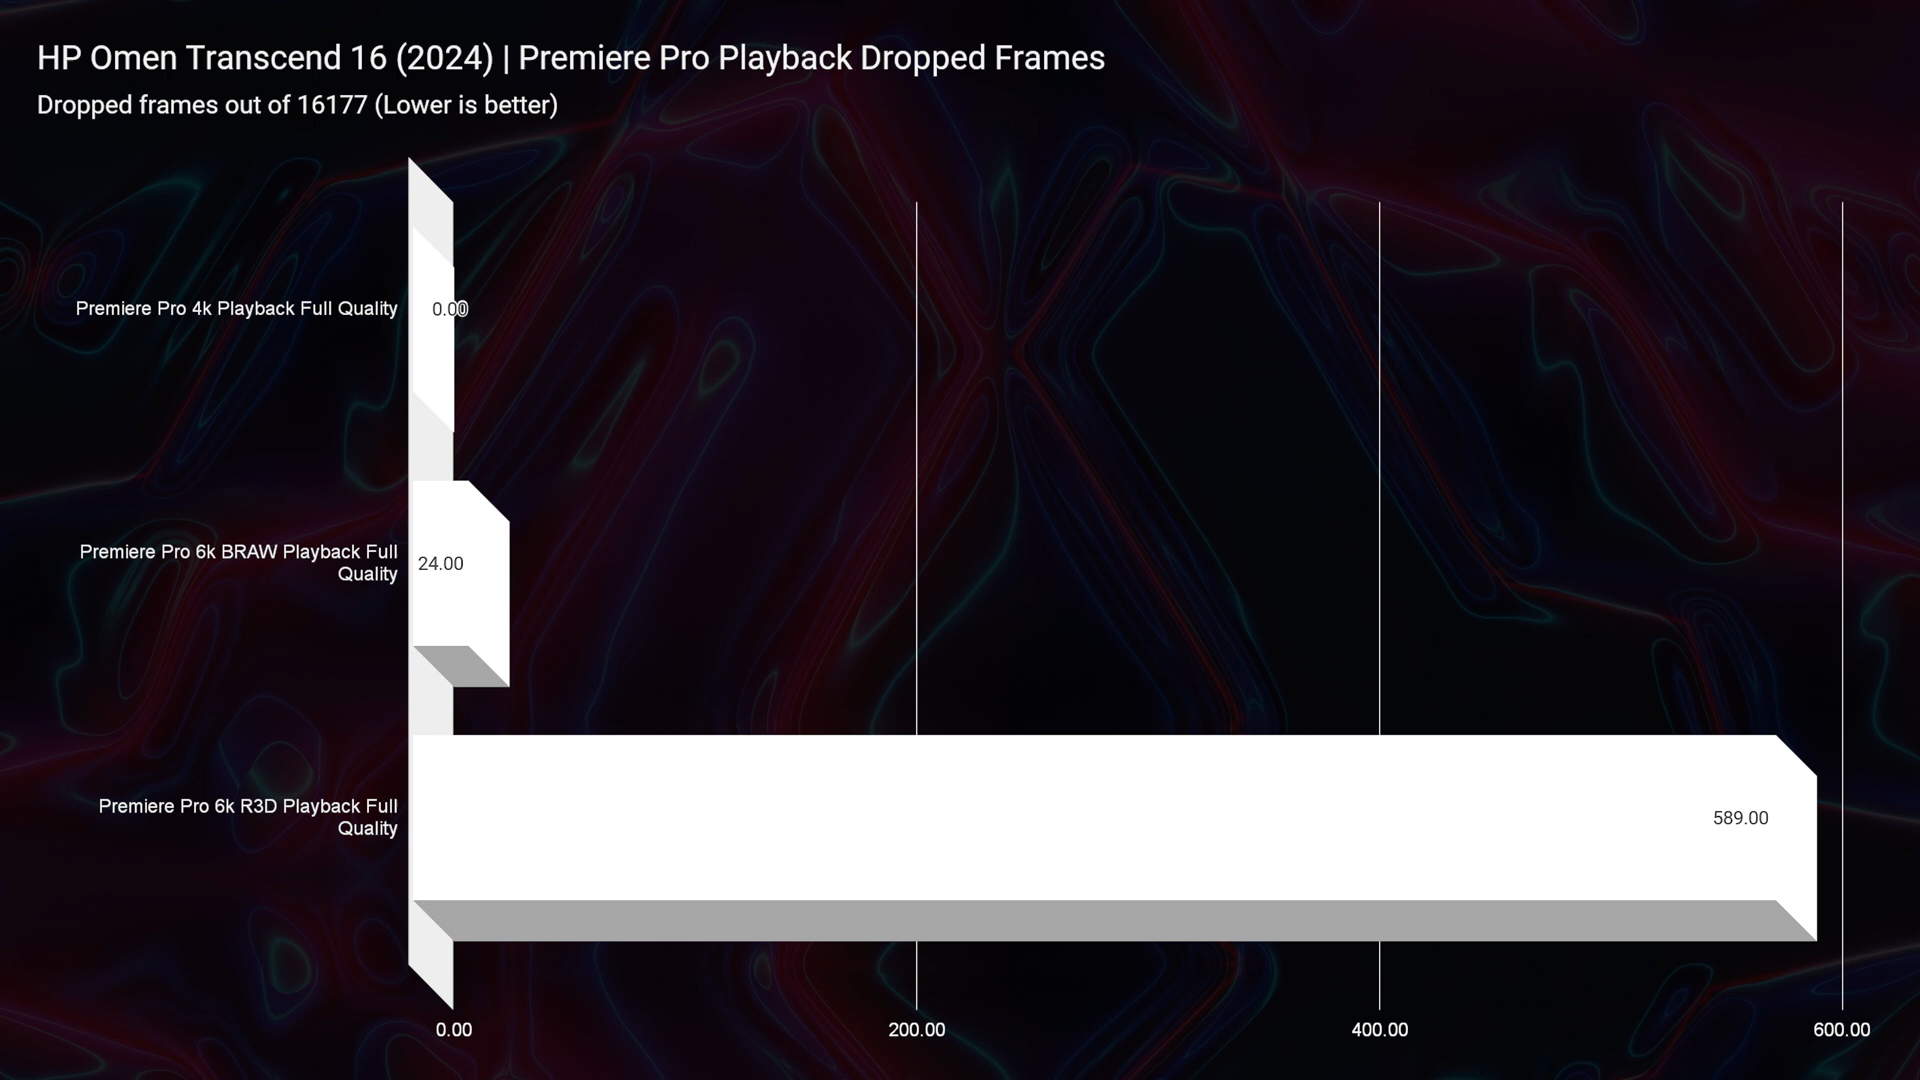 HP Omen Transcend 16 (2024) | Premiere Pro Playback Dropped Frames
Dropped frames out of 16177 (Lower is better)
Premiere Pro 4k Playback Full Quality
0.00
Premiere Pro 6k BRAW Playback Full
Quality
24.00
Premiere Pro 6k R3D Playback Full
Quality
589.00
0.00
200.00
400.00
600.00